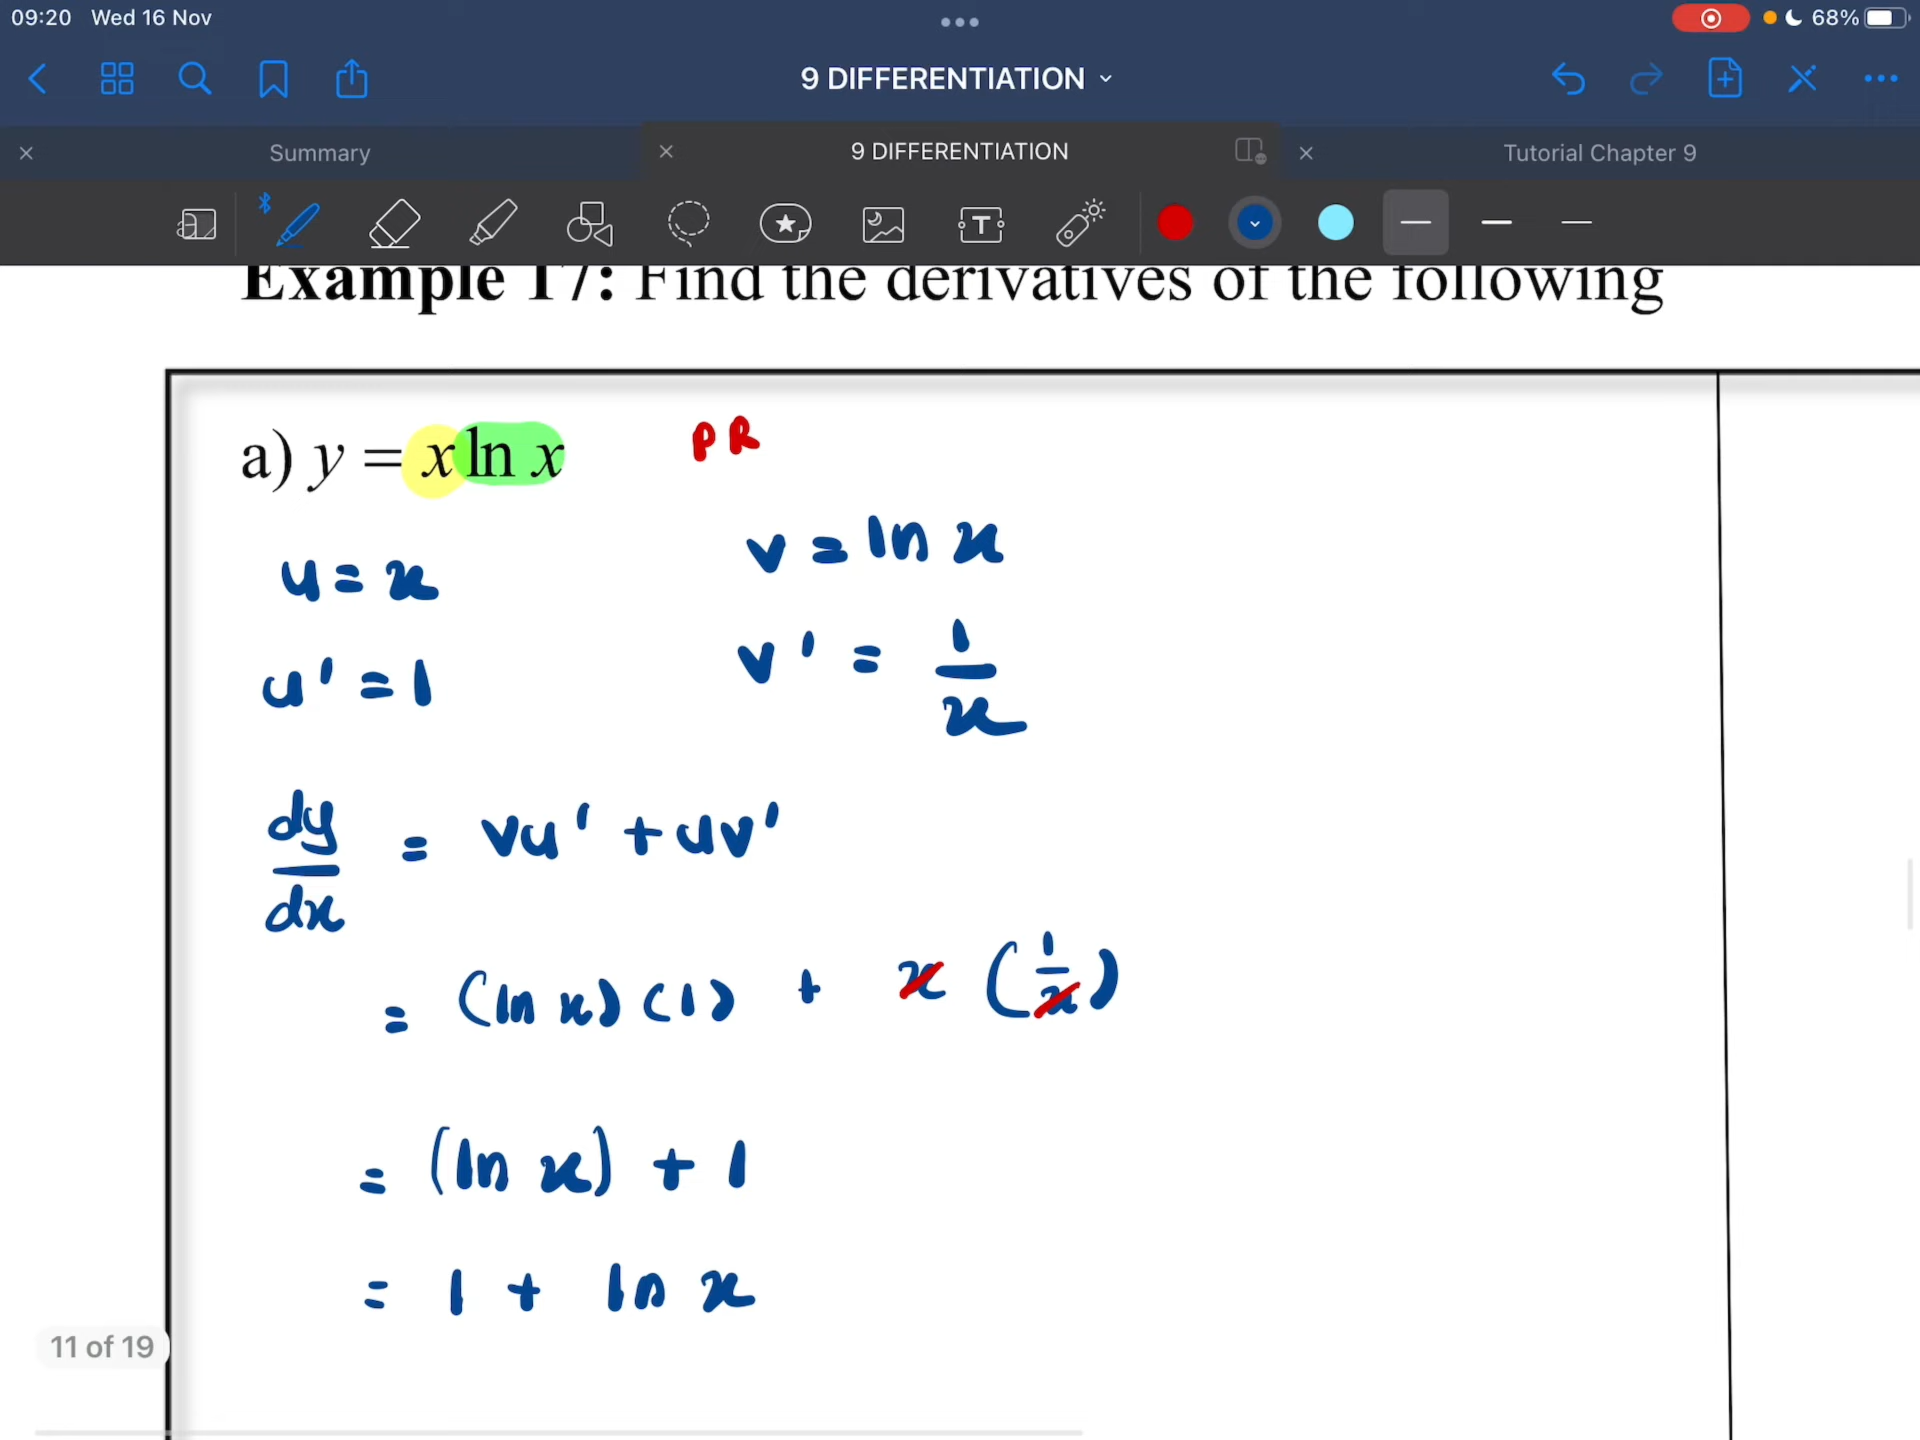 09:20 Wed 16 Nov 68%
9 DIFFERENTIATION
Summary 9 DIFFERENTIATION Tutorial Chapter 9
Example 17: Find the derivatives of the following
a) y = x ln x PR
u = x v = ln x
u' = 1 v' = 1/x
dy/dx = vu' + uv'
= (ln x)(1) + x (1/x)
= (ln x) + 1
= 1 + ln x
11 of 19